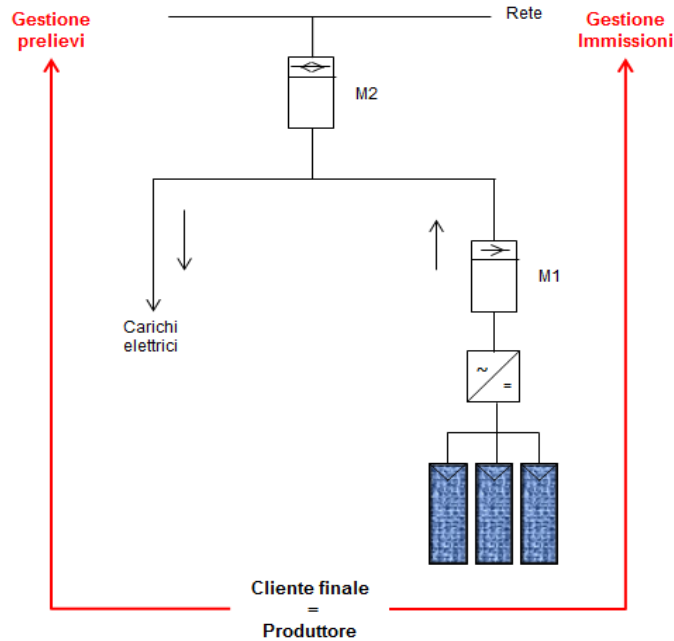 Gestione
prelievi
Rete
Gestione
Immissioni
M2
M1
Carichi
elettrici
~
=
Cliente finale
=
Produttore